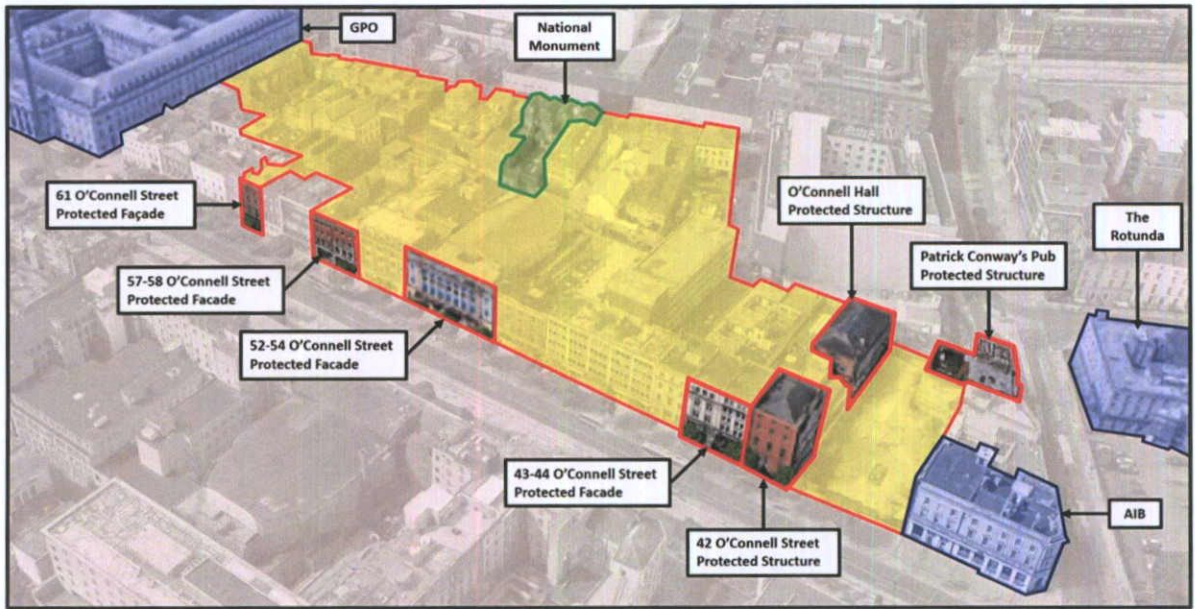 GPO
National
Monument
61 O'Connell Street
Protected Façade
O'Connell Hall
Protected Structure
The
Rotunda
Patrick Conway's Pub
Protected Structure
57-58 O'Connell Street
Protected Facade
52-54 O'Connell Street
Protected Facade
43-44 O'Connell Street
Protected Facade
AIB
42 O'Connell Street
Protected Structure